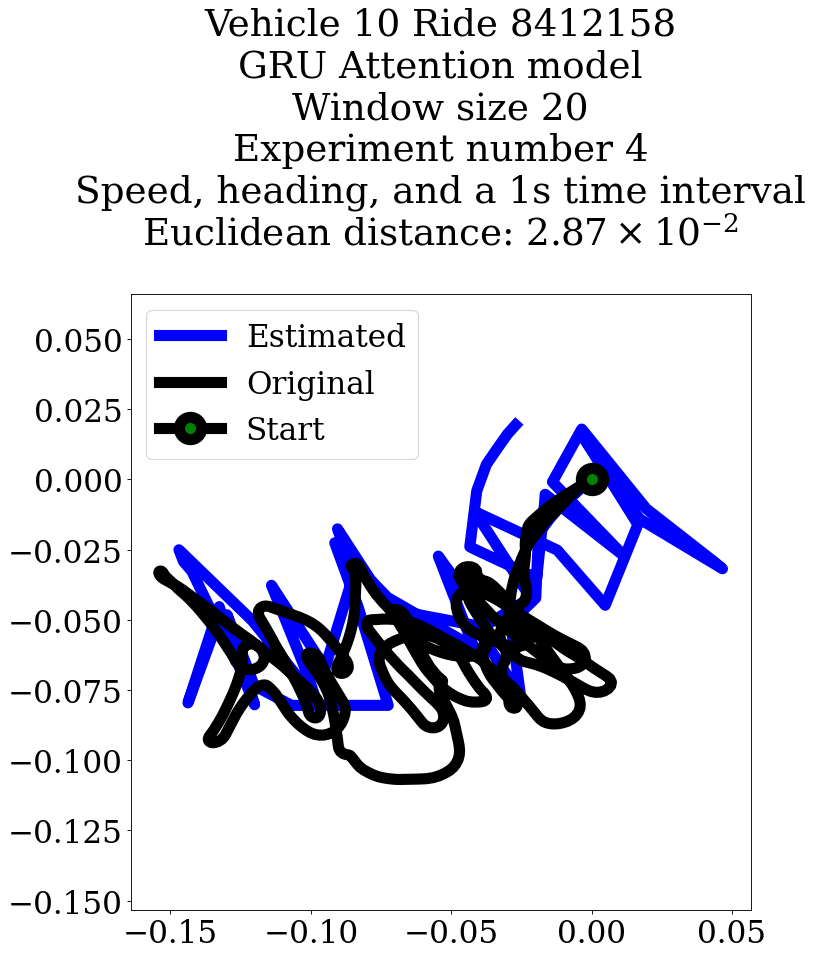 Vehicle 10 Ride 8412158
GRU Attention model
Window size 20
Experiment number 4
Speed, heading, and a 1s time interval
Euclidean distance: 2.87 × 10⁻²
Estimated
Original
Start
0.050
0.025
0.000
−0.025
−0.050
−0.075
−0.100
−0.125
−0.150
−0.15 −0.10 −0.05 0.00 0.05